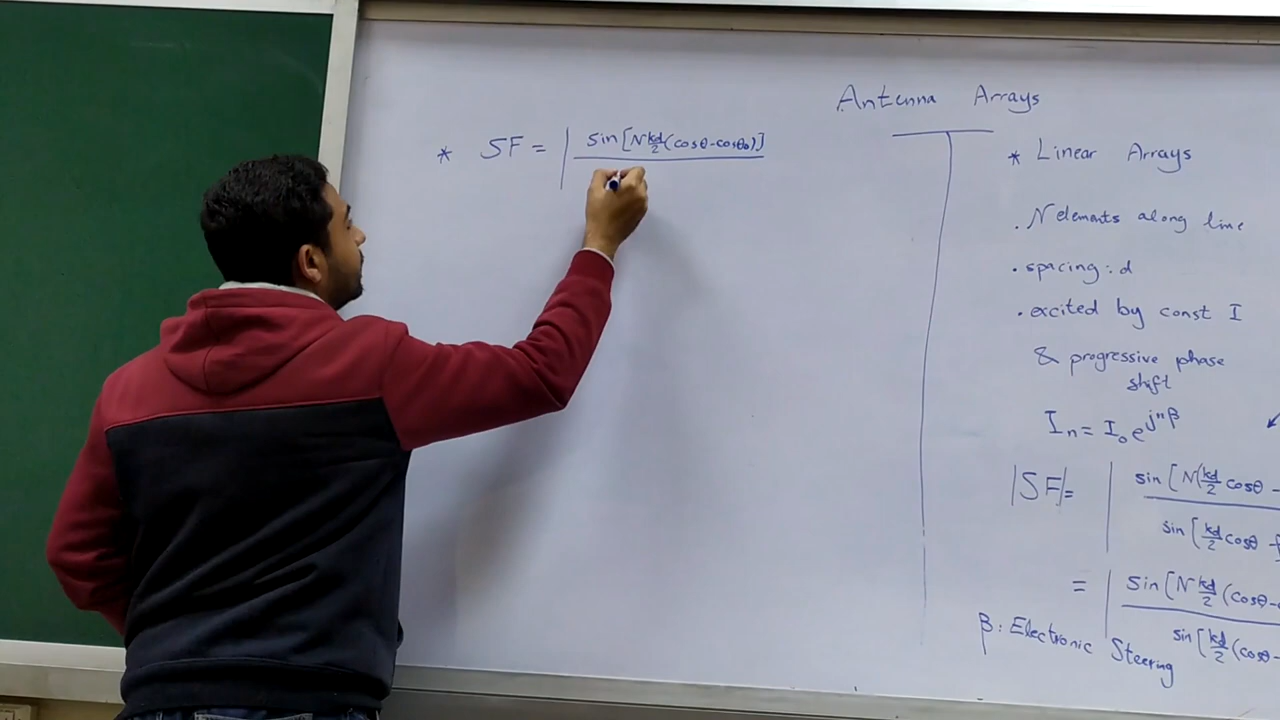 Antenna Arrays
* SF = | sin[N kd/2 (cosθ-cosθ₀)]
* Linear Arrays
. N elements along line
. spacing: d
. excited by const I
& progressive phase
shift
Iₙ = I₀ e^{jnβ}
|SF| = | sin[N(kd/2 cosθ -
sin[kd/2 cosθ
= | sin[N kd/2 (cosθ-
sin[kd/2 (cosθ-
β: Electronic Steering